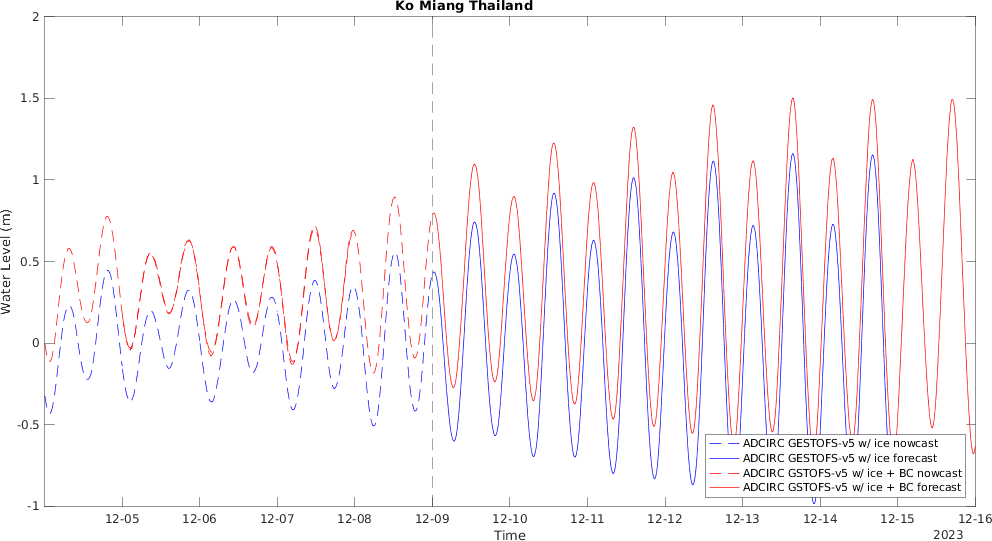 Ko Miang Thailand
2
1.5
1
0.5
0
-0.5
-1
Water Level (m)
ADCIRC GESTOFS-v5 w/ ice nowcast
ADCIRC GESTOFS-v5 w/ ice forecast
ADCIRC GSTOFS-v5 w/ ice + BC nowcast
ADCIRC GSTOFS-v5 w/ ice + BC forecast
12-05 12-06 12-07 12-08 12-09 12-10 12-11 12-12 12-13 12-14 12-15 12-16
Time
2023